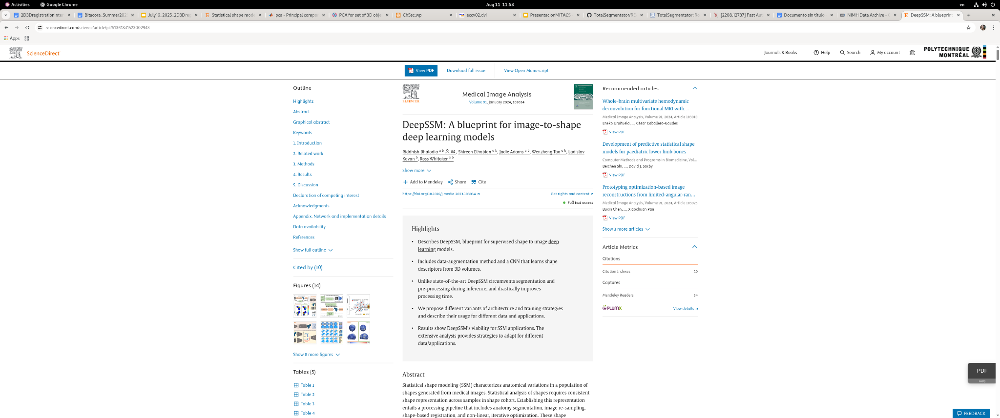 Activities
Google Chrome
Aug 11 11:58
en
2D3DregistrationInter
Bitacora_Summer202
July16_2025_2D3Dreg
Statistical shape mode
pca - Principal compon
PCA for set of 3D obje
Ch5sc.wp
eccv02.dvi
PresentacionMITACS
TotalSegmentator/RE
TotalSegmentator: Ro
[2208.12737] Fast Aut
Documento sin título
NIMH Data Archive -
DeepSSM: A blueprint
sciencedirect.com/science/article/pii/S1361841523002943
Apps
ScienceDirect
Journals & Books
Help
Search
My account
POLYTECHNIQUE
MONTRÉAL
View PDF
Download full issue
View Open Manuscript
Outline
Highlights
Abstract
Graphical abstract
Keywords
1. Introduction
2. Related work
3. Methods
4. Results
5. Discussion
Declaration of competing interest
Acknowledgments
Appendix. Network and implementation details
Data availability
References
Show full outline
Cited by (10)
Figures (14)
Show 8 more figures
Tables (5)
Table 1
Table 2
Table 3
Table 4
ELSEVIER
Medical Image Analysis
Volume 91, January 2024, 103034
DeepSSM: A blueprint for image-to-shape
deep learning models
Riddhish Bhalodia a b, Shireen Elhabian a b, Jadie Adams a b, Wenzheng Tao a b, Ladislav
Kavan b, Ross Whitaker a b
Show more
Add to Mendeley
Share
Cite
https://doi.org/10.1016/j.media.2023.103034
Get rights and content
Full text access
Highlights
• Describes DeepSSM, blueprint for supervised shape to image deep
learning models.
• Includes data-augmentation method and a CNN that learns shape
descriptors from 3D volumes.
• Unlike state-of-the-art DeepSSM circumvents segmentation and
pre-processing during inference, and drastically improves
processing time.
• We propose different variants of architecture and training strategies
and describe their usage for different data and applications.
• Results show DeepSSM's viability for SSM applications. The
extensive analysis provides strategies to adapt for different
data/applications.
Abstract
Statistical shape modeling (SSM) characterizes anatomical variations in a population of
shapes generated from medical images. Statistical analysis of shapes requires consistent
shape representation across samples in shape cohort. Establishing this representation
entails a processing pipeline that includes anatomy segmentation, image re-sampling,
shape-based registration, and non-linear, iterative optimization. These shape
Recommended articles
Whole-brain multivariate hemodynamic
deconvolution for functional MRI with…
Medical Image Analysis, Volume 91, 2024, Article 103010
Eneko Uruñuela, …, César Caballero-Gaudes
View PDF
Development of predictive statistical shape
models for paediatric lower limb bones
Computer Methods and Programs in Biomedicine, Vol…
Beichen Shi, …, David J. Saxby
View PDF
Prototyping optimization-based image
reconstructions from limited-angular-ran…
Medical Image Analysis, Volume 91, 2024, Article 103025
Buxin Chen, …, Xiaochuan Pan
View PDF
Show 3 more articles
Article Metrics
Citations
Citation Indexes
10
Captures
Mendeley Readers
34
PLUMX
View details
PDF
Help
FEEDBACK